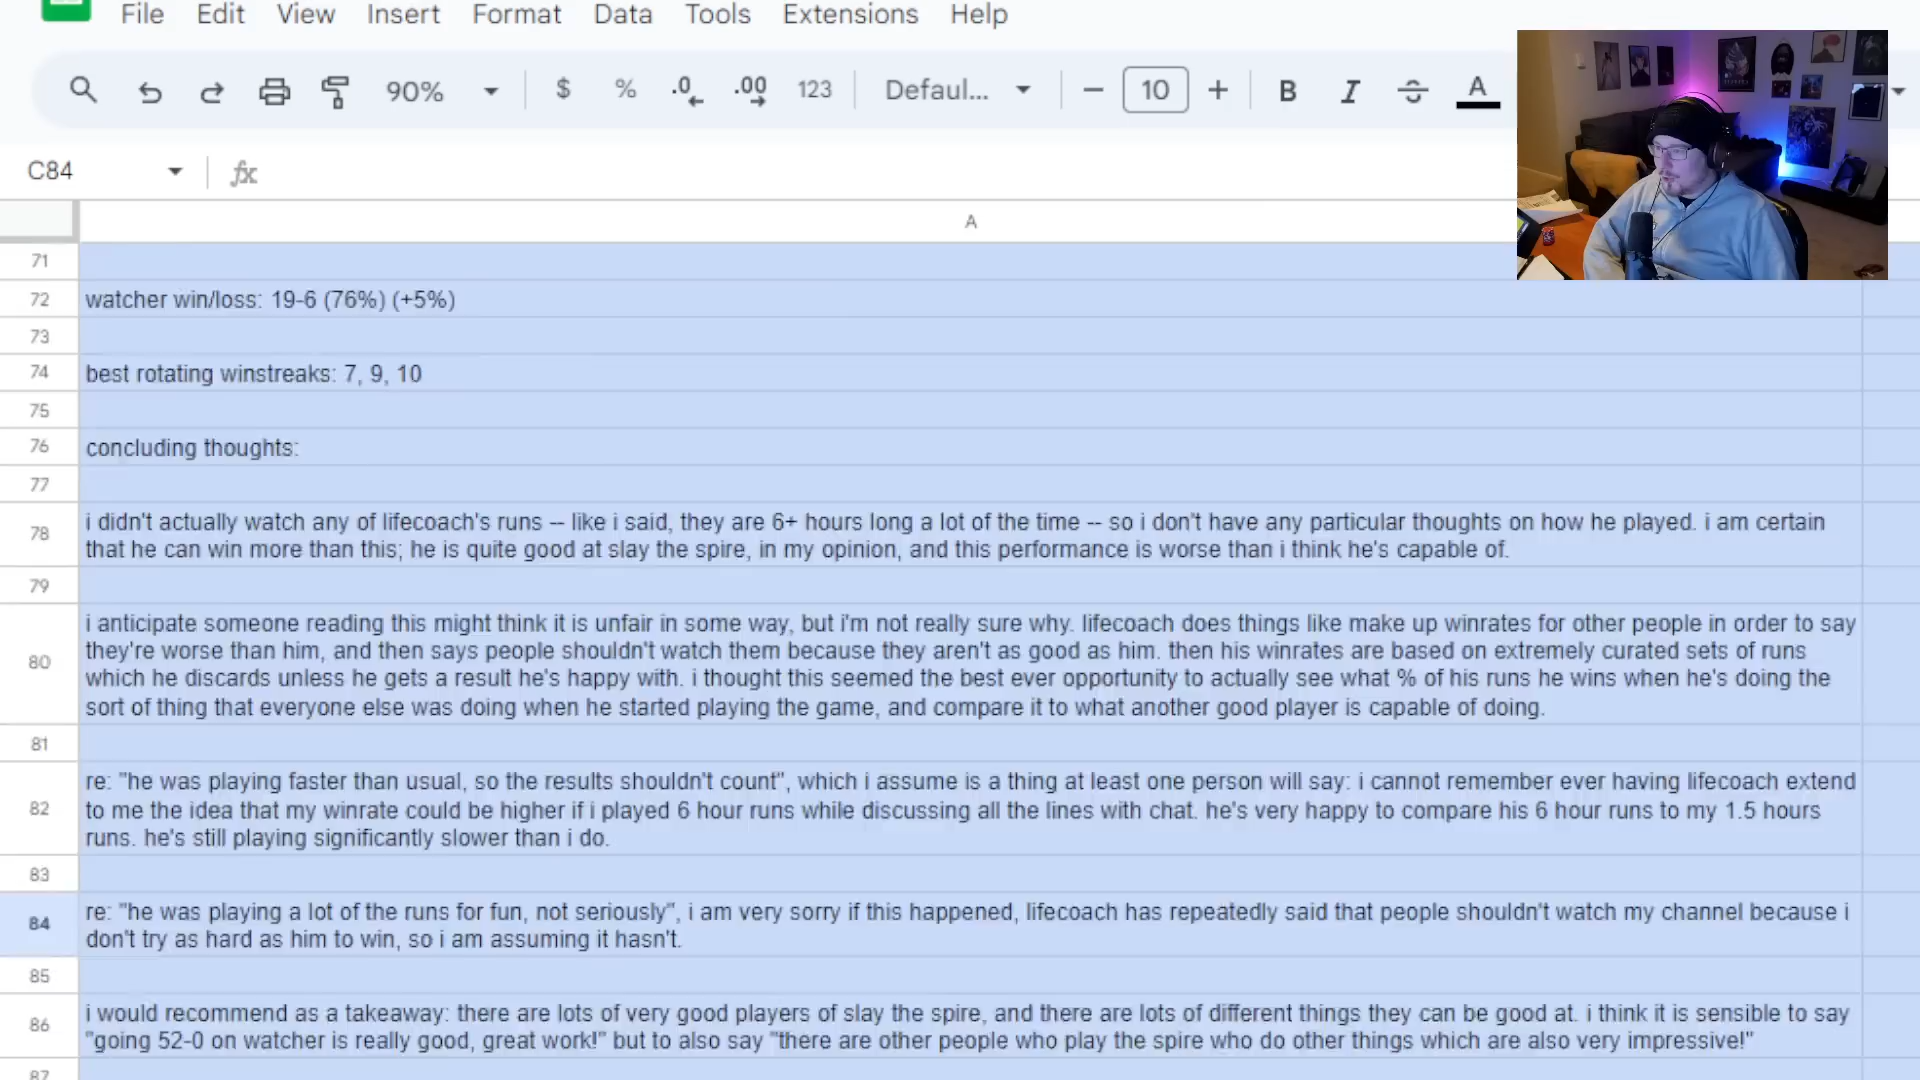 File Edit View Insert Format Data Tools Extensions Help
90% $ % .0 .00 123 Defaul... 10 B I A
C84 fx
A
71
72 watcher win/loss: 19-6 (76%) (+5%)
73
74 best rotating winstreaks: 7, 9, 10
75
76 concluding thoughts:
77
78 i didn't actually watch any of lifecoach's runs -- like i said, they are 6+ hours long a lot of the time -- so i don't have any particular thoughts on how he played. i am certain
that he can win more than this; he is quite good at slay the spire, in my opinion, and this performance is worse than i think he's capable of.
79
80 i anticipate someone reading this might think it is unfair in some way, but i'm not really sure why. lifecoach does things like make up winrates for other people in order to say
they're worse than him, and then says people shouldn't watch them because they aren't as good as him. then his winrates are based on extremely curated sets of runs
which he discards unless he gets a result he's happy with. i thought this seemed the best ever opportunity to actually see what % of his runs he wins when he's doing the
sort of thing that everyone else was doing when he started playing the game, and compare it to what another good player is capable of doing.
81
82 re: "he was playing faster than usual, so the results shouldn't count", which i assume is a thing at least one person will say: i cannot remember ever having lifecoach extend
to me the idea that my winrate could be higher if i played 6 hour runs while discussing all the lines with chat. he's very happy to compare his 6 hour runs to my 1.5 hours
runs. he's still playing significantly slower than i do.
83
84 re: "he was playing a lot of the runs for fun, not seriously", i am very sorry if this happened, lifecoach has repeatedly said that people shouldn't watch my channel because i
don't try as hard as him to win, so i am assuming it hasn't.
85
86 i would recommend as a takeaway: there are lots of very good players of slay the spire, and there are lots of different things they can be good at. i think it is sensible to say
"going 52-0 on watcher is really good, great work!" but to also say "there are other people who play the spire who do other things which are also very impressive!"
87